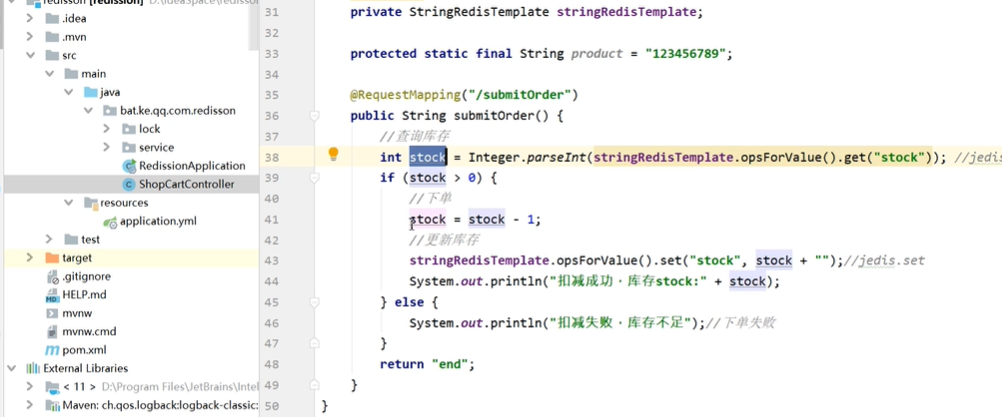 redisson [redisson] D:\IdeaSpace\redisson
.idea
.mvn
src
main
java
bat.ke.qq.com.redisson
lock
service
RedissionApplication
ShopCartController
resources
application.yml
test
target
.gitignore
HELP.md
mvnw
mvnw.cmd
pom.xml
External Libraries
< 11 > D:\Program Files\JetBrains\Intel
Maven: ch.qos.logback:logback-classic:
31 private StringRedisTemplate stringRedisTemplate;
32
33 protected static final String product = "123456789";
34
35 @RequestMapping("/submitOrder")
36 public String submitOrder() {
37 //查询库存
38 int stock = Integer.parseInt(stringRedisTemplate.opsForValue().get("stock")); //jedis
39 if (stock > 0) {
40 //下单
41 stock = stock - 1;
42 //更新库存
43 stringRedisTemplate.opsForValue().set("stock", stock + "");//jedis.set
44 System.out.println("扣减成功·库存stock:" + stock);
45 } else {
46 System.out.println("扣减失败·库存不足");//下单失败
47 }
48 return "end";
49 }
50 }